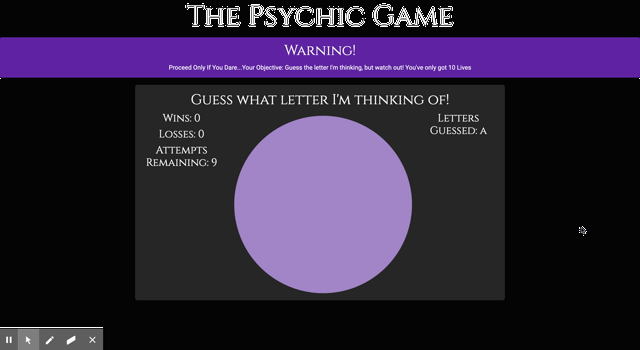 The Psychic Game
Warning!
Proceed Only If You Dare...Your Objective: Guess the letter I'm thinking, but watch out! You've only got 10 Lives
Guess what letter I'm thinking of!
Wins: 0
Losses: 0
Attempts
Remaining: 9
Letters
Guessed: a